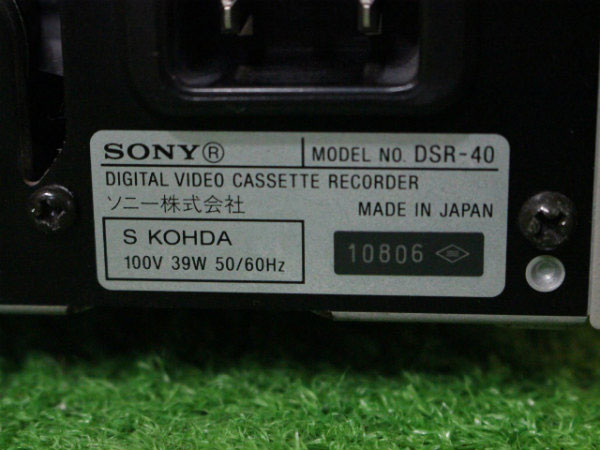 SONY® MODEL NO. DSR-40
DIGITAL VIDEO CASSETTE RECORDER
ソニー株式会社 MADE IN JAPAN
S KOHDA
100V 39W 50/60Hz
10806